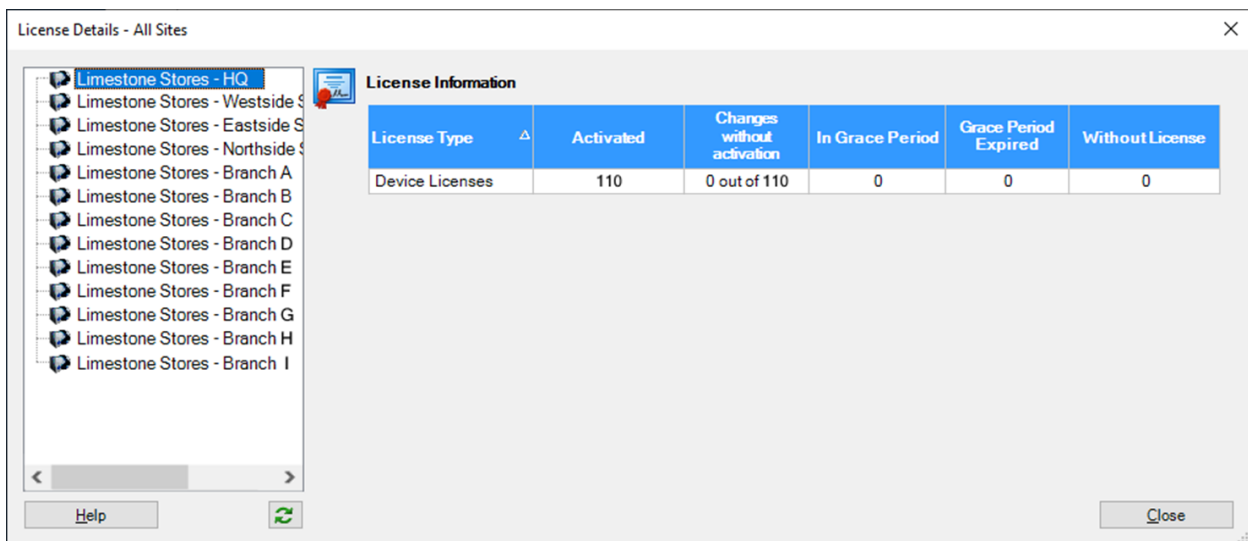 License Details - All Sites
Limestone Stores - HQ
Limestone Stores - Westside S
Limestone Stores - Eastside S
Limestone Stores - Northside S
Limestone Stores - Branch A
Limestone Stores - Branch B
Limestone Stores - Branch C
Limestone Stores - Branch D
Limestone Stores - Branch E
Limestone Stores - Branch F
Limestone Stores - Branch G
Limestone Stores - Branch H
Limestone Stores - Branch I
License Information
License Type Activated Changes without activation In Grace Period Grace Period Expired Without License
Device Licenses 110 0 out of 110 0 0 0
Help Close